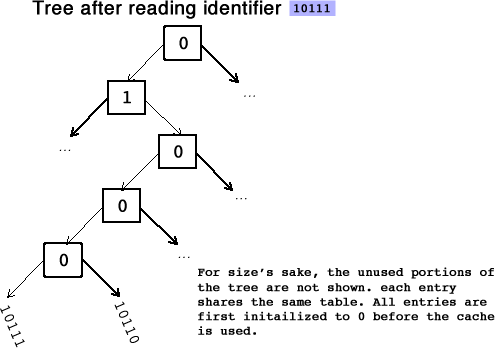 Tree after reading identifier 10111
0
...
1
...
0
...
0
...
0
10111
10110
For size's sake, the unused portions of
the tree are not shown. each entry
shares the same table. All entries are
first initailized to 0 before the cache
is used.